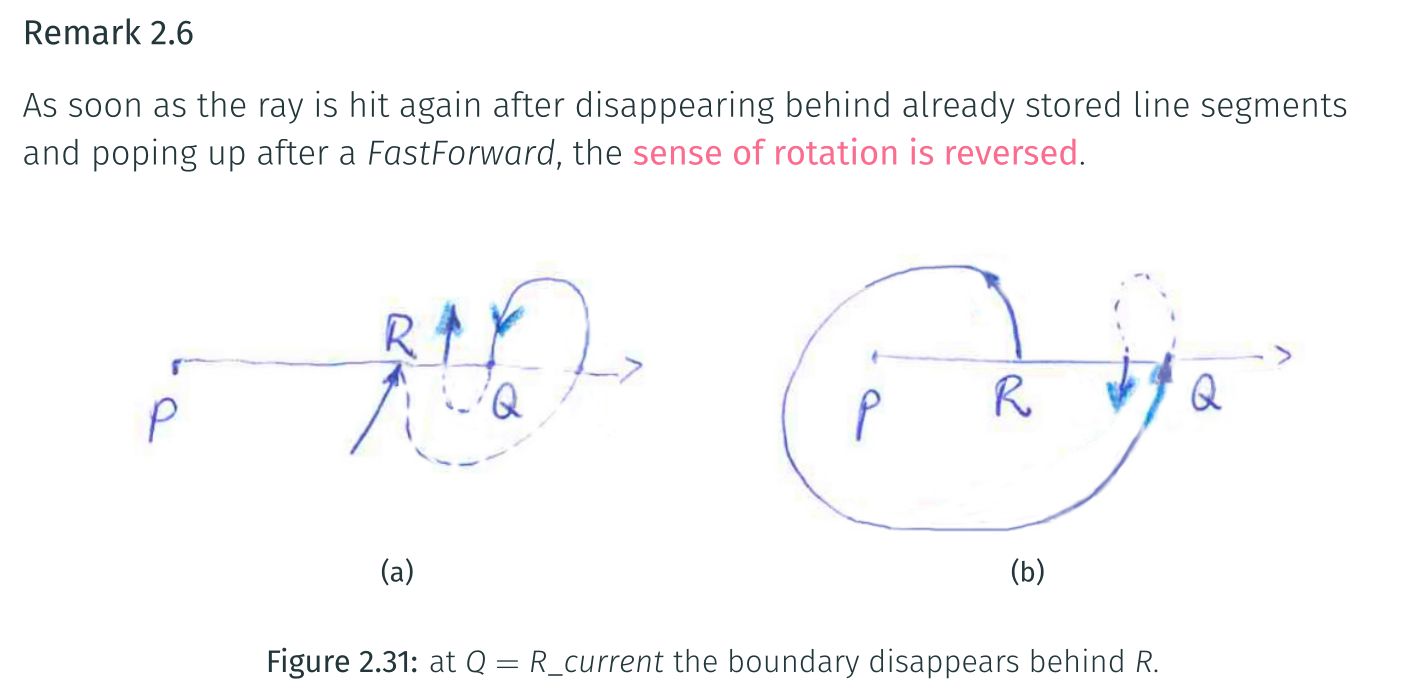 Remark 2.6
As soon as the ray is hit again after disappearing behind already stored line segments
and poping up after a FastForward, the sense of rotation is reversed.
R
P
Q
P
R
Q
(a)
(b)
Figure 2.31: at Q = R_current the boundary disappears behind R.